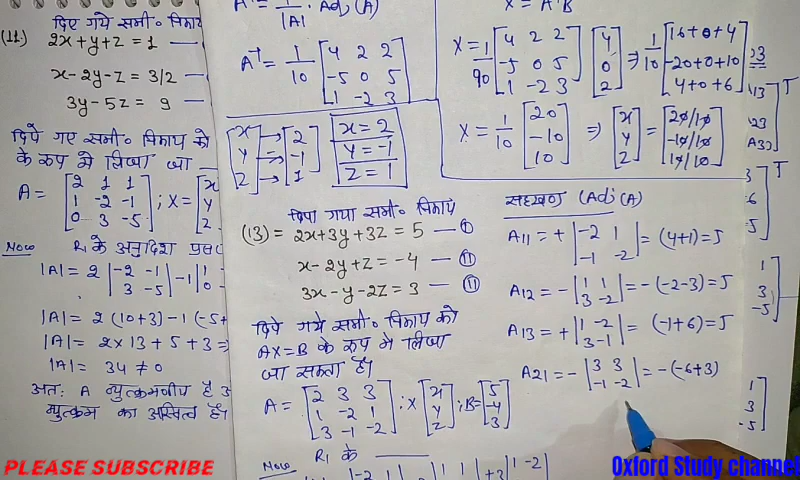 दिए गये समी० निकाय
(11.) 2x+y+z = 1 —
x-2y-z = 3/2 —
3y-5z = 9 —
दिये गए समी० निकाय को
के रूप में लिखा जा
A = [2 1 1; 1 -2 -1; 0 3 -5] ; X = [x y z
Now R₁ के अनुदिश प्रसा
|A| = 2 |-2 -1; 3 -5| -1 |1 0
|A| = 2(10+3) -1(-5+
|A| = 2×13+5+3 =
|A| = 34 ≠ 0
अतः A व्युत्क्रमणीय है अ
व्युत्क्रम का अस्तित्व है।
A⁻¹ = 1/|A| . Adj(A)
A⁻¹ = 1/10 [4 2 2; -5 0 5; 1 -2 3]
[x y z] → [2 -1 1]
x = 2
y = -1
z = 1
दिया गया समी० निकाय
(13) = 2x+3y+3z = 5 — ①
x-2y+z = -4 — ⑪
3x-y-2z = 3 — ⑪
दिये गये समी० निकाय को
AX=B के रूप में लिखा
जा सकता है।
A = [2 3 3; 1 -2 1; 3 -1 -2] ; X [x y z] ; B = [5 -4 3]
Now R₁ के
X = 1/90 [4 2 2; -5 0 5; 1 -2 3] [4 0 2] ⇒ 1/10 [16+0+4 -20+0+10 4+0+6]
X = 1/10 [20 -10 10] ⇒ [x y z] = [20/10 -10/10 10/10]
सहखण्ड (Adj(A)
A11 = + |-2 1; -1 -2| = (4+1) = 5
A12 = - |1 1; 3 -2| = -(-2-3) = 5
A13 = + |1 -2; 3 -1| = (-1+6) = 5
A21 = - |3 3; -1 -2| = -(-6+3)
PLEASE SUBSCRIBE
Oxford Study channel